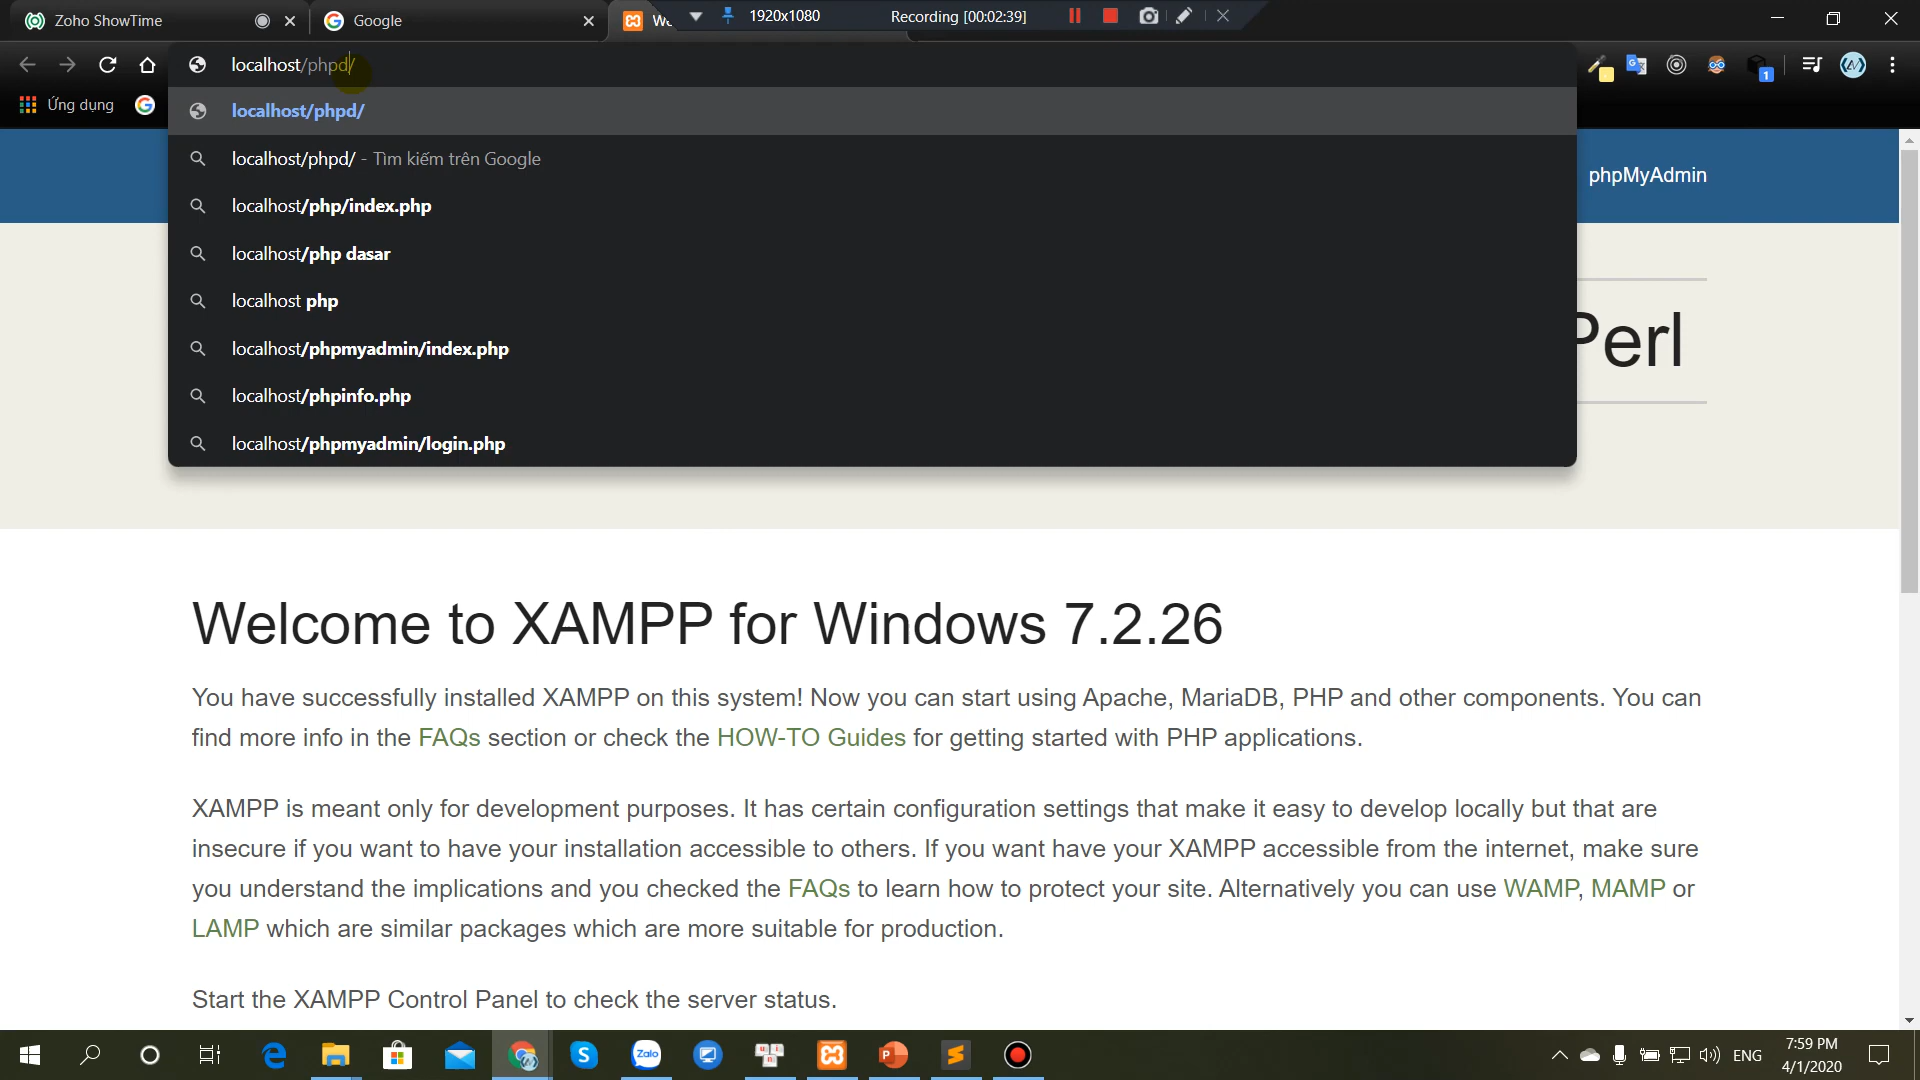 Zoho ShowTime
Google
We
1920x1080
Recording [00:02:39]
localhost/phpd/
Ứng dụng
localhost/phpd/
localhost/phpd/ - Tìm kiếm trên Google
localhost/php/index.php
localhost/php dasar
localhost php
localhost/phpmyadmin/index.php
localhost/phpinfo.php
localhost/phpmyadmin/login.php
1
phpMyAdmin
Perl
Welcome to XAMPP for Windows 7.2.26
You have successfully installed XAMPP on this system! Now you can start using Apache, MariaDB, PHP and other components. You can
find more info in the FAQs section or check the HOW-TO Guides for getting started with PHP applications.
XAMPP is meant only for development purposes. It has certain configuration settings that make it easy to develop locally but that are
insecure if you want to have your installation accessible to others. If you want have your XAMPP accessible from the internet, make sure
you understand the implications and you checked the FAQs to learn how to protect your site. Alternatively you can use WAMP, MAMP or
LAMP which are similar packages which are more suitable for production.
Start the XAMPP Control Panel to check the server status.
Zalo
ENG
7:59 PM
4/1/2020